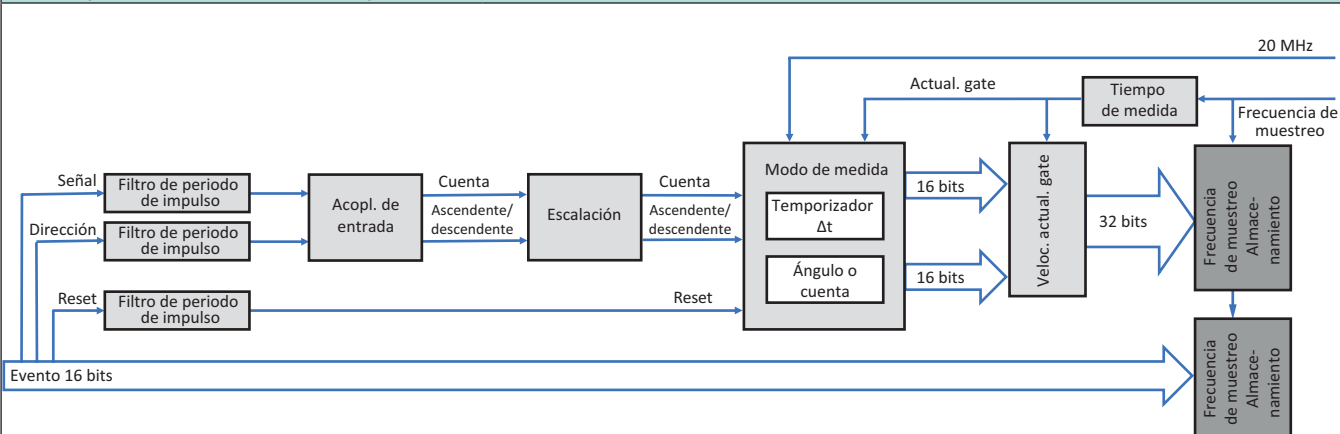 20 MHz
Actual. gate
Tiempo
de medida
Frecuencia de
muestreo
Señal
Filtro de periodo
de impulso
Dirección
Filtro de periodo
de impulso
Reset
Filtro de periodo
de impulso
Acopl. de
entrada
Cuenta
Ascendente/
descendente
Escalación
Cuenta
Ascendente/
descendente
Reset
Modo de medida
Temporizador
Δt
Ángulo o
cuenta
16 bits
16 bits
Veloc. actual. gate
32 bits
Frecuencia
de muestreo
Almace-
namiento
Frecuencia
de muestreo
Almace-
namiento
Evento 16 bits